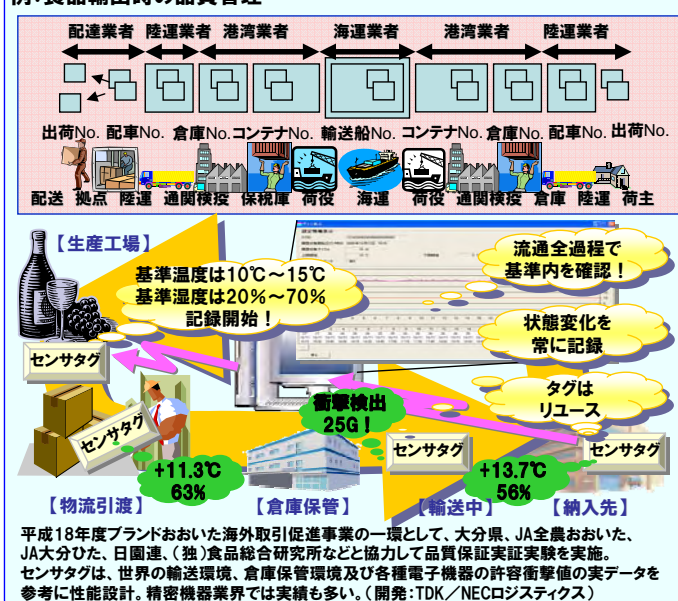 配達業者 陸運業者 港湾業者 海運業者 港湾業者 陸運業者
出荷No. 配車No. 倉庫No. コンテナNo. 輸送船No. コンテナNo. 倉庫No. 配車No. 出荷No.
配送 拠点 陸運 通関検疫 保税庫 荷役 海運 荷役 通関検疫 倉庫 陸運 荷主
【生産工場】
基準温度は10℃～15℃
基準湿度は20%～70%
記録開始！
流通全過程で
基準内を確認！
状態変化を
常に記録
タグは
リユース
センサタグ
衝撃検出
25G！
センサタグ
センサタグ
センサタグ
+11.3℃
63%
+13.7℃
56%
【物流引渡】
【倉庫保管】
【輸送中】
【納入先】
平成18年度ブランドおおいた海外取引促進事業の一環として、大分県、JA全農おおいた、
JA大分ひた、日園連、（独）食品総合研究所などと協力して品質保証実証実験を実施。
センサタグは、世界の輸送環境、倉庫保管環境及び各種電子機器の許容衝撃値の実データを
参考に性能設計。精密機器業界では実績も多い。（開発：TDK／NECロジスティクス）